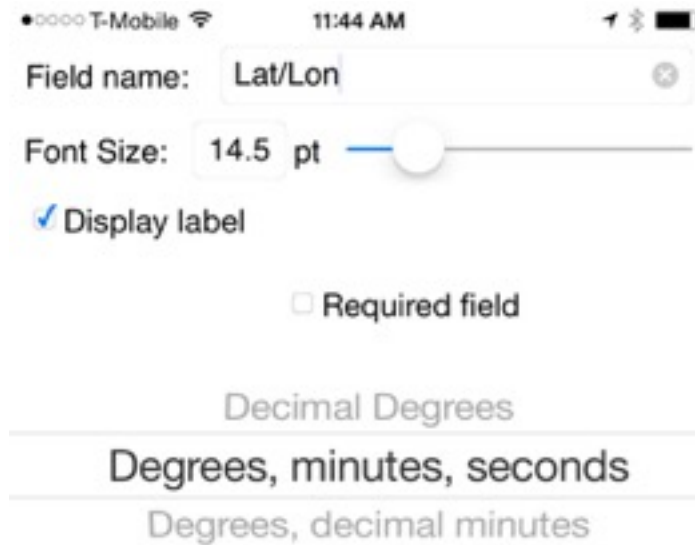 T-Mobile 11:44 AM
Field name: Lat/Lon
Font Size: 14.5 pt
Display label
Required field
Decimal Degrees
Degrees, minutes, seconds
Degrees, decimal minutes